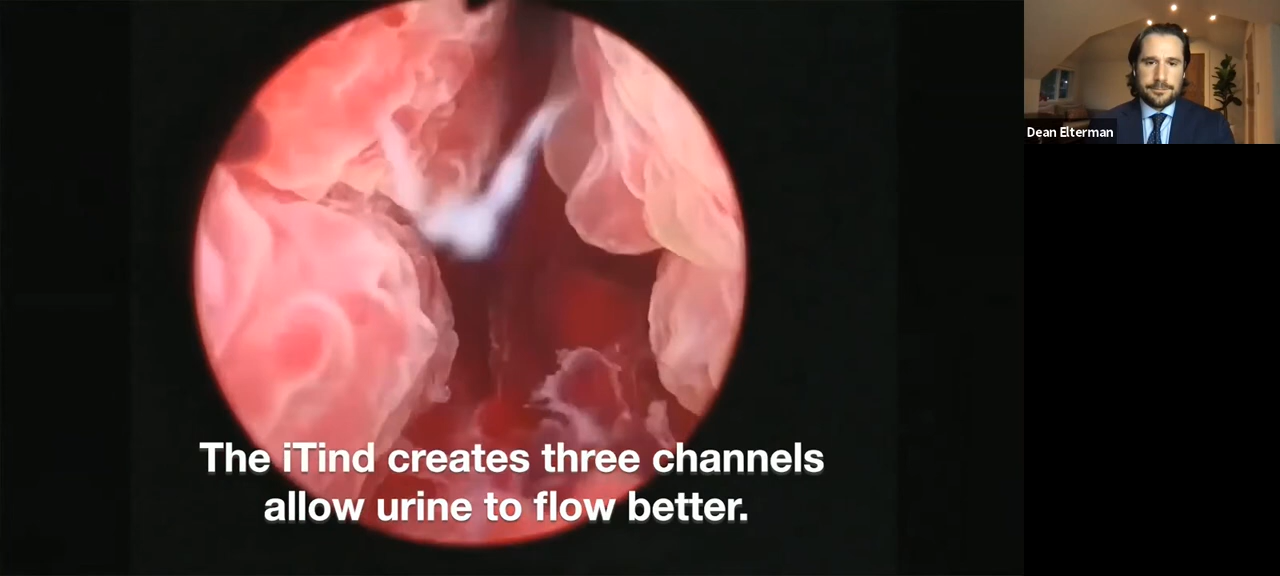 Dean Elterman
The iTind creates three channels
allow urine to flow better.